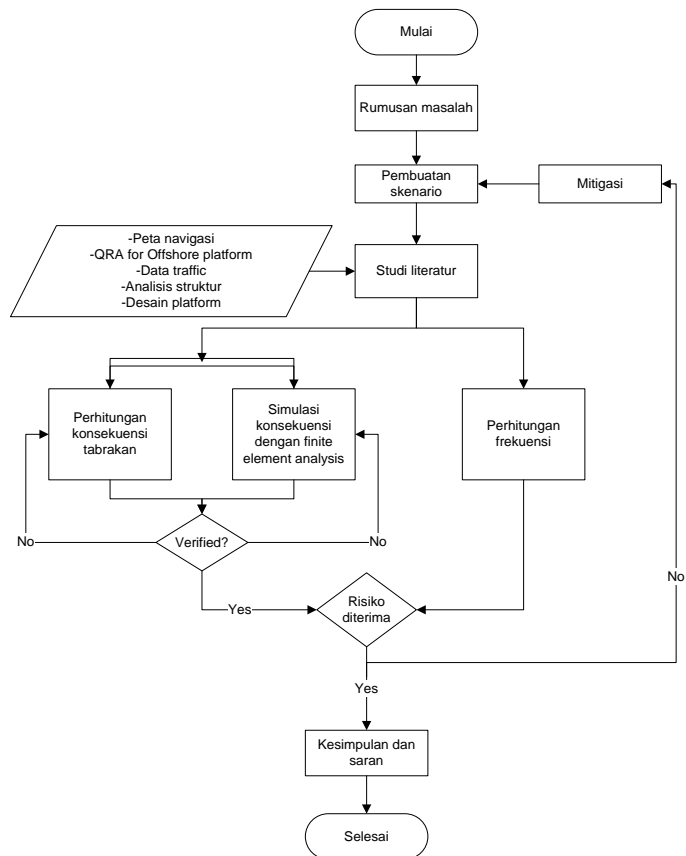 Mulai
Rumusan masalah
Pembuatan
skenario
Mitigasi
-Peta navigasi
-QRA for Offshore platform
-Data traffic
-Analisis struktur
-Desain platform
Studi literatur
Perhitungan
konsekuensi
tabrakan
Simulasi
konsekuensi
dengan finite
element analysis
Perhitungan
frekuensi
No
Verified?
No
No
Yes
Risiko
diterima
Yes
Kesimpulan dan
saran
Selesai